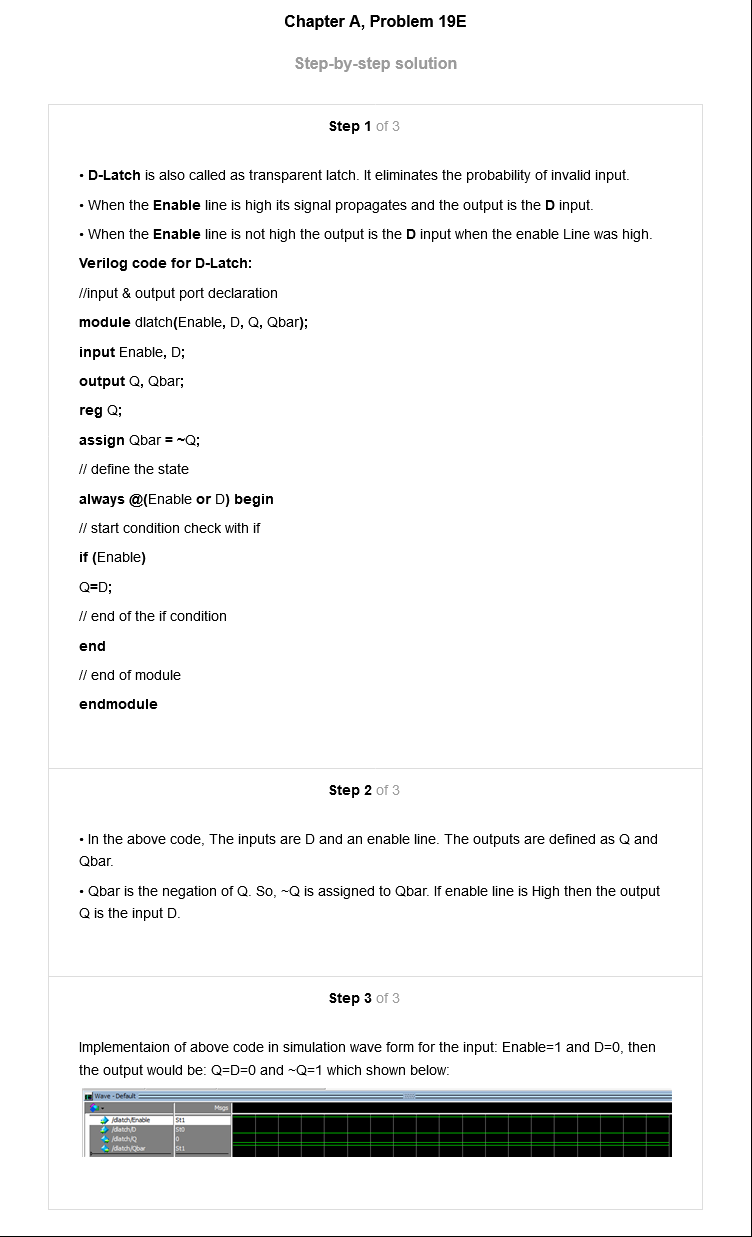 Chapter A, Problem 19E
Step-by-step solution
Step 1 of 3
• D-Latch is also called as transparent latch. It eliminates the probability of invalid input.
• When the Enable line is high its signal propagates and the output is the D input.
• When the Enable line is not high the output is the D input when the enable Line was high.
Verilog code for D-Latch:
//input & output port declaration
module dlatch(Enable, D, Q, Qbar);
input Enable, D;
output Q, Qbar;
reg Q;
assign Qbar = ~Q;
// define the state
always @(Enable or D) begin
// start condition check with if
if (Enable)
Q=D;
// end of the if condition
end
// end of module
endmodule
Step 2 of 3
• In the above code, The inputs are D and an enable line. The outputs are defined as Q and
Qbar.
• Qbar is the negation of Q. So, ~Q is assigned to Qbar. If enable line is High then the output
Q is the input D.
Step 3 of 3
Implementaion of above code in simulation wave form for the input: Enable=1 and D=0, then
the output would be: Q=D=0 and ~Q=1 which shown below:
Wave - Default
Msgs
/dlatch/Enable St1
/dlatch/D St0
/dlatch/Q 0
/dlatch/Qbar St1